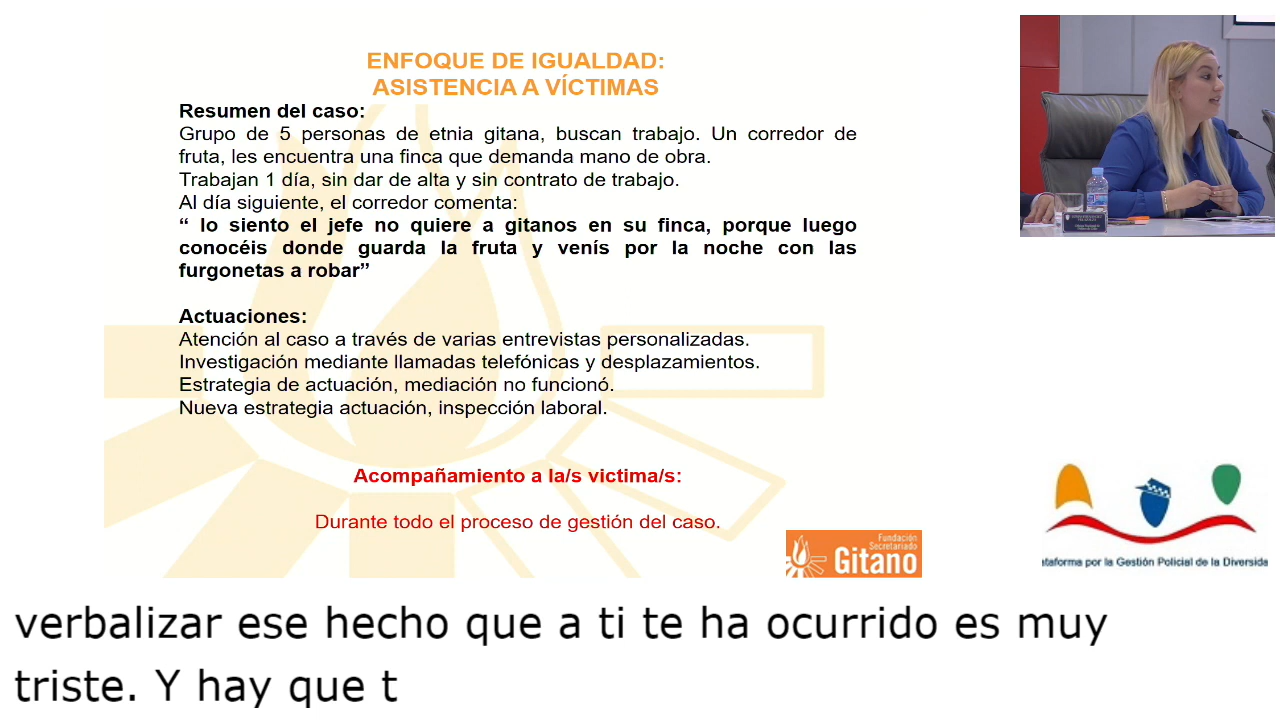 ENFOQUE DE IGUALDAD:
ASISTENCIA A VÍCTIMAS
Resumen del caso:
Grupo de 5 personas de etnia gitana, buscan trabajo. Un corredor de
fruta, les encuentra una finca que demanda mano de obra.
Trabajan 1 día, sin dar de alta y sin contrato de trabajo.
Al día siguiente, el corredor comenta:
“ lo siento el jefe no quiere a gitanos en su finca, porque luego
conocéis donde guarda la fruta y venís por la noche con las
furgonetas a robar”
Actuaciones:
Atención al caso a través de varias entrevistas personalizadas.
Investigación mediante llamadas telefónicas y desplazamientos.
Estrategia de actuación, mediación no funcionó.
Nueva estrategia actuación, inspección laboral.
Acompañamiento a la/s victima/s:
Durante todo el proceso de gestión del caso.
Fundación
Secretariado
Gitano
ataforma por la Gestión Policial de la Diversida
verbalizar ese hecho que a ti te ha ocurrido es muy
triste. Y hay que t